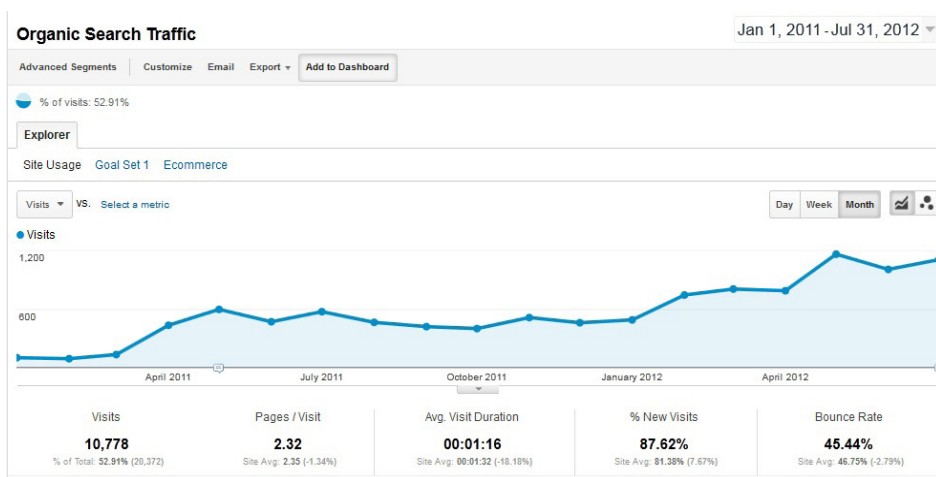 Organic Search Traffic
Jan 1, 2011 - Jul 31, 2012
Advanced Segments Customize Email Export Add to Dashboard
% of visits: 52.91%
Explorer
Site Usage Goal Set 1 Ecommerce
Visits VS. Select a metric
Day Week Month
Visits
1,200
600
April 2011 July 2011 October 2011 January 2012 April 2012
Visits Pages / Visit Avg. Visit Duration % New Visits Bounce Rate
10,778 2.32 00:01:16 87.62% 45.44%
% of Total: 52.91% (20,372) Site Avg: 2.35 (-1.34%) Site Avg: 00:01:32 (-18.18%) Site Avg: 81.38% (7.67%) Site Avg: 46.75% (-2.79%)